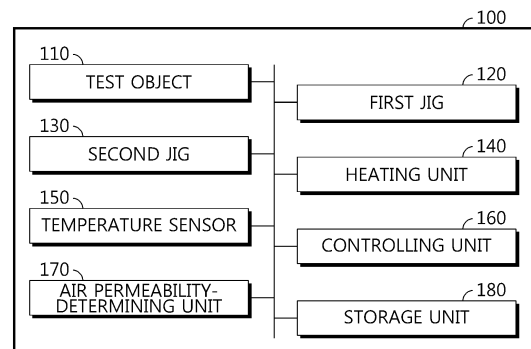 100
110
TEST OBJECT
120
FIRST JIG
130
SECOND JIG
140
HEATING UNIT
150
TEMPERATURE SENSOR
160
CONTROLLING UNIT
170
AIR PERMEABILITY-
DETERMINING UNIT
180
STORAGE UNIT